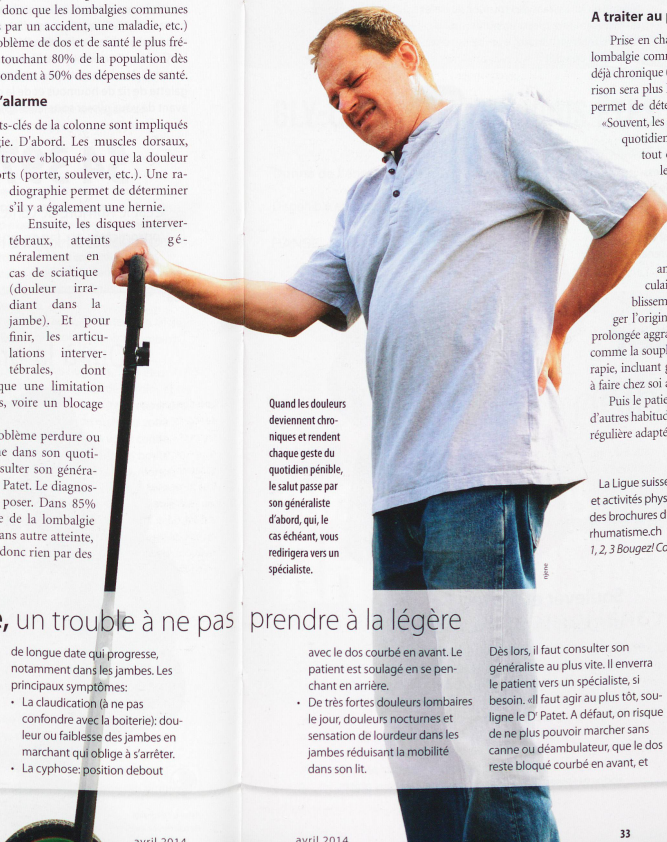 donc que les lombalgies communes
par un accident, une maladie, etc.)
oblème de dos et de santé le plus fré-
touchant 80% de la population dès
ondent à 50% des dépenses de santé.
'alarme
ts-clés de la colonne sont impliqués
gie. D'abord. Les muscles dorsaux,
trouve «bloqué» ou que la douleur
orts (porter, soulever, etc.). Une ra-
diographie permet de déterminer
s'il y a également une hernie.
Ensuite, les disques interver-
tébraux, atteints gé-
néralement en
cas de sciatique
(douleur irra-
diant dans la
jambe). Et pour
finir, les articu-
lations interver-
tébrales, dont
que une limitation
s, voire un blocage
oblème perdure ou
e dans son quoti-
sulter son généra-
Patet. Le diagnos-
poser. Dans 85%
e de la lombalgie
ans autre atteinte,
donc rien par des
Quand les douleurs
deviennent chro-
niques et rendent
chaque geste du
quotidien pénible,
le salut passe par
son généraliste
d'abord, qui, le
cas échéant, vous
redirigera vers un
spécialiste.
A traiter au p
Prise en cha
lombalgie comm
déjà chronique (
rison sera plus l
permet de déte
«Souvent, les
quotidien
tout
le
an
culai
blissem
ger l'origin
prolongée aggra
comme la soupl
rapie, incluant g
à faire chez soi a
Puis le patie
d'autres habitud
régulière adapté
La Ligue suisse
et activités phys
des brochures d
rhumatisme.ch
1, 2, 3 Bougez! Co
njene
e, un trouble à ne pas prendre à la légère
de longue date qui progresse,
notamment dans les jambes. Les
principaux symptômes:
• La claudication (à ne pas
confondre avec la boiterie): dou-
leur ou faiblesse des jambes en
marchant qui oblige à s'arrêter.
• La cyphose: position debout
avec le dos courbé en avant. Le
patient est soulagé en se pen-
chant en arrière.
• De très fortes douleurs lombaires
le jour, douleurs nocturnes et
sensation de lourdeur dans les
jambes réduisant la mobilité
dans son lit.
Dès lors, il faut consulter son
généraliste au plus vite. Il enverra
le patient vers un spécialiste, si
besoin. «Il faut agir au plus tôt, sou-
ligne le Dr Patet. A défaut, on risque
de ne plus pouvoir marcher sans
canne ou déambulateur, que le dos
reste bloqué courbé en avant, et
avril 2014
avril 2014
33